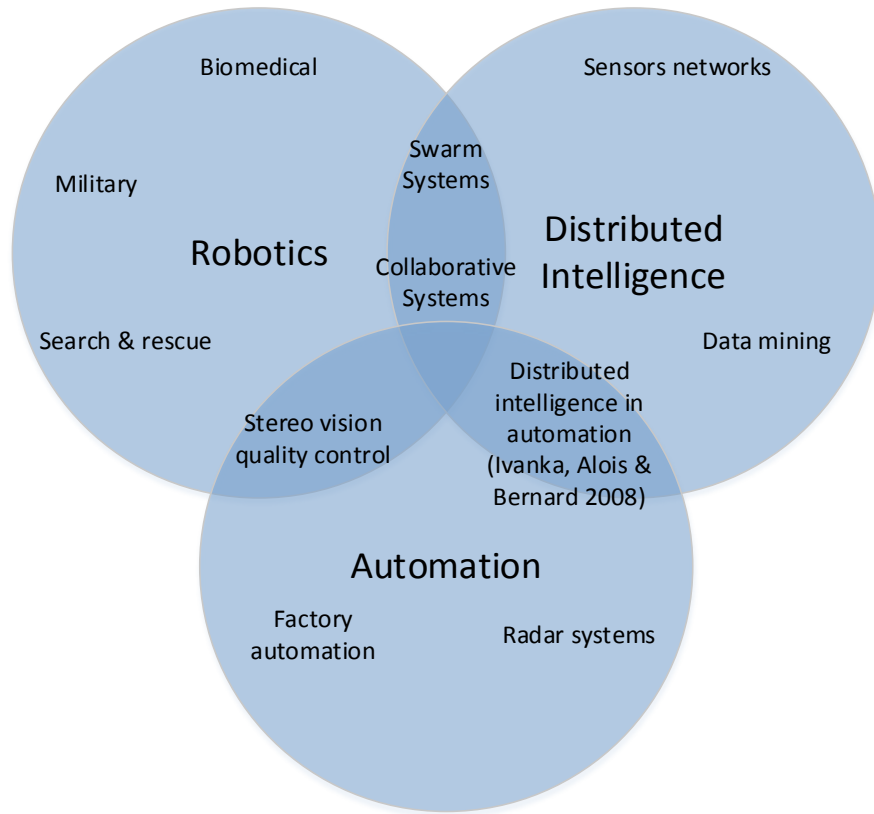 Biomedical
Sensors networks
Swarm
Systems
Military
Robotics
Distributed
Intelligence
Collaborative
Systems
Search & rescue
Data mining
Distributed
intelligence in
automation
(Ivanka, Alois &
Bernard 2008)
Stereo vision
quality control
Automation
Factory
automation
Radar systems